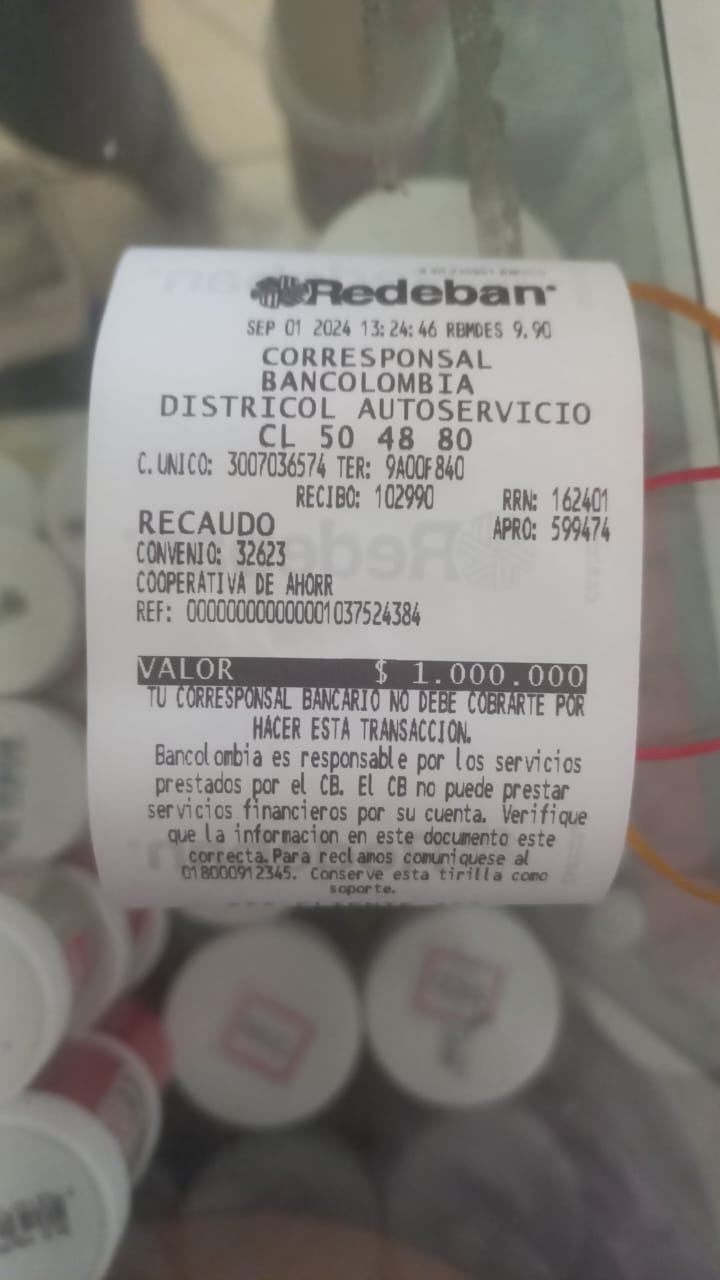 Redeban
SEP 01 2024 13:24:46 RBMDES 9.90
CORRESPONSAL
BANCOLOMBIA
DISTRICOL AUTOSERVICIO
CL 50 48 80
C.UNICO: 3007036574 TER: 9A00F840
RECIBO: 102990 RRN: 162401
RECAUDO APRO: 599474
CONVENIO: 32623
COOPERATIVA DE AHORR
REF: 00000000000001037524384
VALOR $ 1.000.000
TU CORRESPONSAL BANCARIO NO DEBE COBRARTE POR
HACER ESTA TRANSACCION.
Bancolombia es responsable por los servicios
prestados por el CB. El CB no puede prestar
servicios financieros por su cuenta. Verifique
que la informacion en este documento este
correcta. Para reclamos comuniquese al
018000912345. Conserve esta tirilla como
soporte.